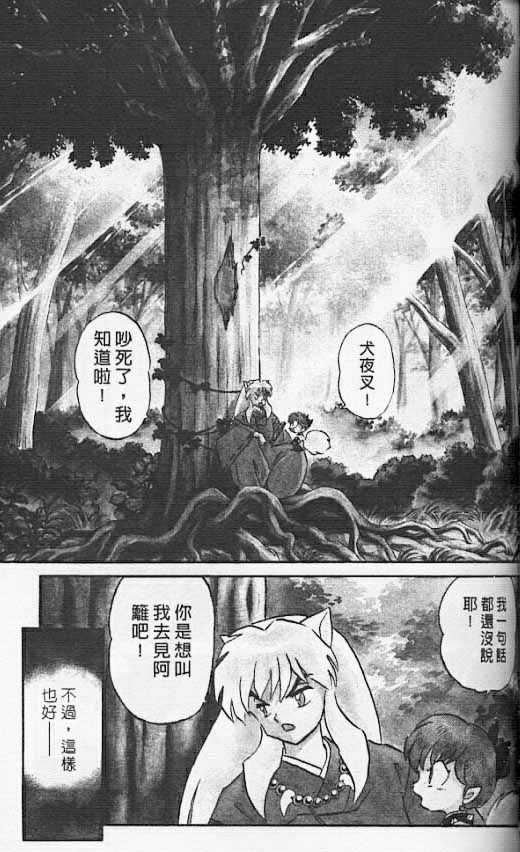 犬夜叉！
吵死了，我
知道啦！
我一句話
都還沒說
耶！
你是想叫
我去見阿
籬吧！
不過，這樣
也好——